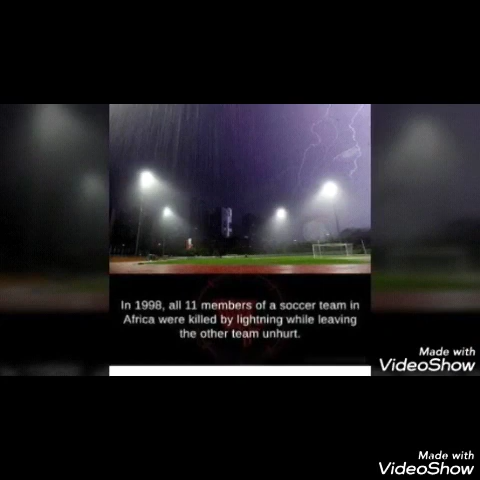 In 1998, all 11 members of a soccer team in
Africa were killed by lightning while leaving
the other team unhurt.
Made with
VideoShow
Made with
VideoShow